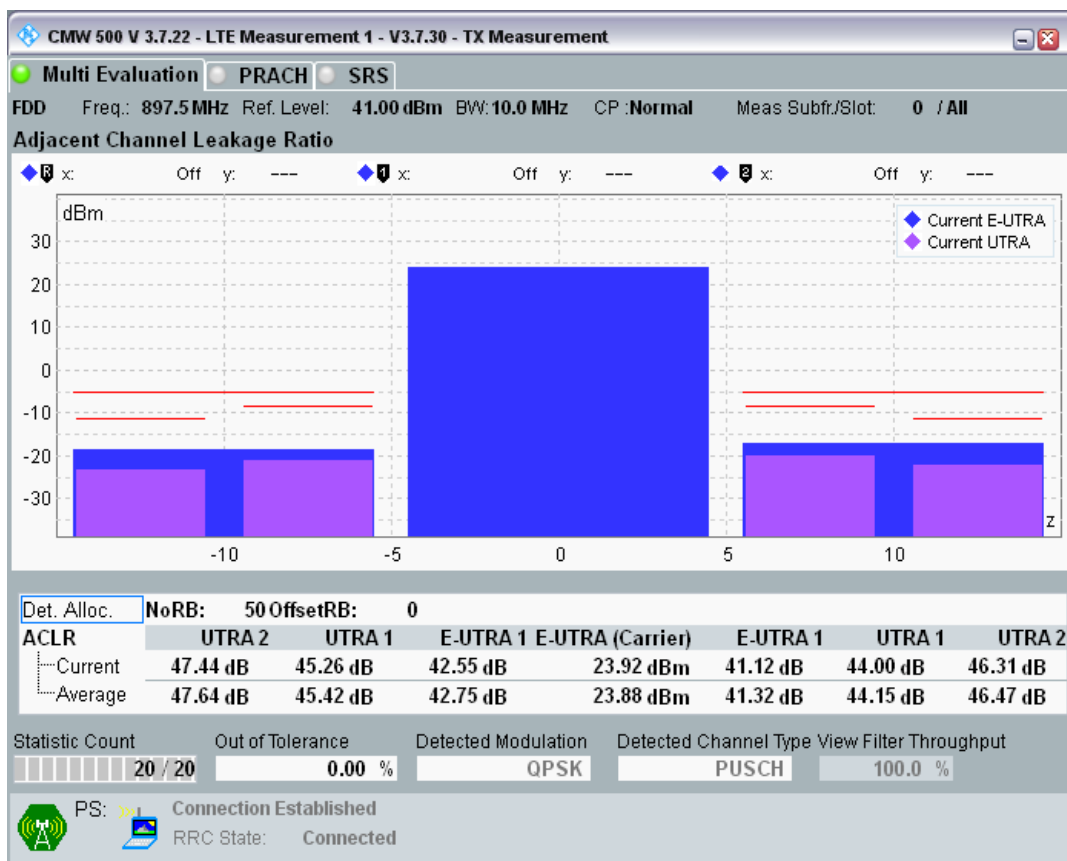 CMW 500 V 3.7.22 - LTE Measurement 1 - V3.7.30 - TX Measurement
Multi Evaluation PRACH SRS
FDD Freq.: 897.5 MHz Ref. Level: 41.00 dBm BW: 10.0 MHz CP :Normal Meas Subfr./Slot: 0 / All
Adjacent Channel Leakage Ratio
R x: Off y: --- 1 x: Off y: --- 2 x: Off y: ---
dBm
Current E-UTRA
Current UTRA
30
20
10
0
-10
-20
-30
z
-10 -5 0 5 10
Det. Alloc. NoRB: 50 OffsetRB: 0
ACLR UTRA 2 UTRA 1 E-UTRA 1 E-UTRA (Carrier) E-UTRA 1 UTRA 1 UTRA 2
Current 47.44 dB 45.26 dB 42.55 dB 23.92 dBm 41.12 dB 44.00 dB 46.31 dB
Average 47.64 dB 45.42 dB 42.75 dB 23.88 dBm 41.32 dB 44.15 dB 46.47 dB
Statistic Count Out of Tolerance Detected Modulation Detected Channel Type View Filter Throughput
20 / 20 0.00 % QPSK PUSCH 100.0 %
PS: Connection Established
RRC State: Connected